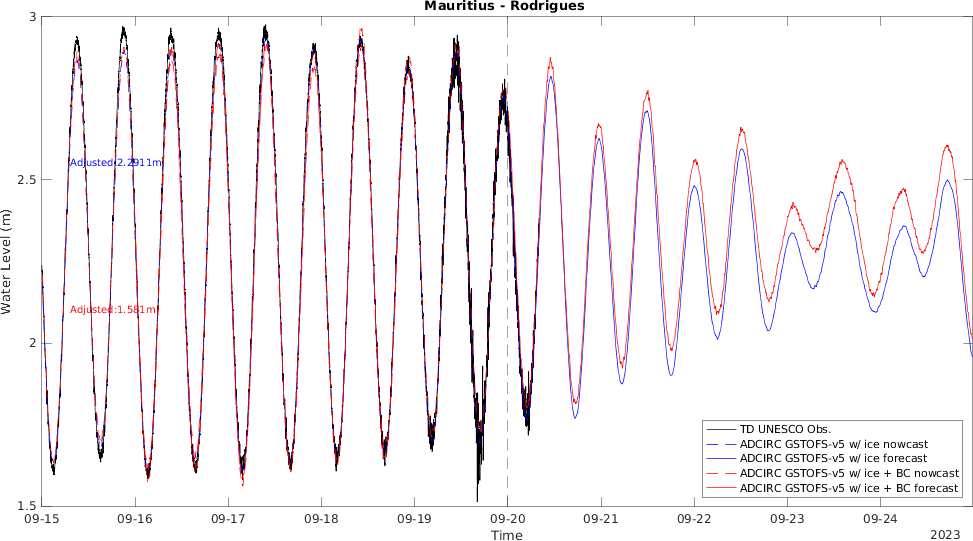 Mauritius - Rodrigues
3
2.5
2
1.5
Water Level (m)
Adjusted:2.2911m
Adjusted:1.581m
TD UNESCO Obs.
ADCIRC GSTOFS-v5 w/ ice nowcast
ADCIRC GSTOFS-v5 w/ ice forecast
ADCIRC GSTOFS-v5 w/ ice + BC nowcast
ADCIRC GSTOFS-v5 w/ ice + BC forecast
09-15 09-16 09-17 09-18 09-19 09-20 09-21 09-22 09-23 09-24
Time
2023